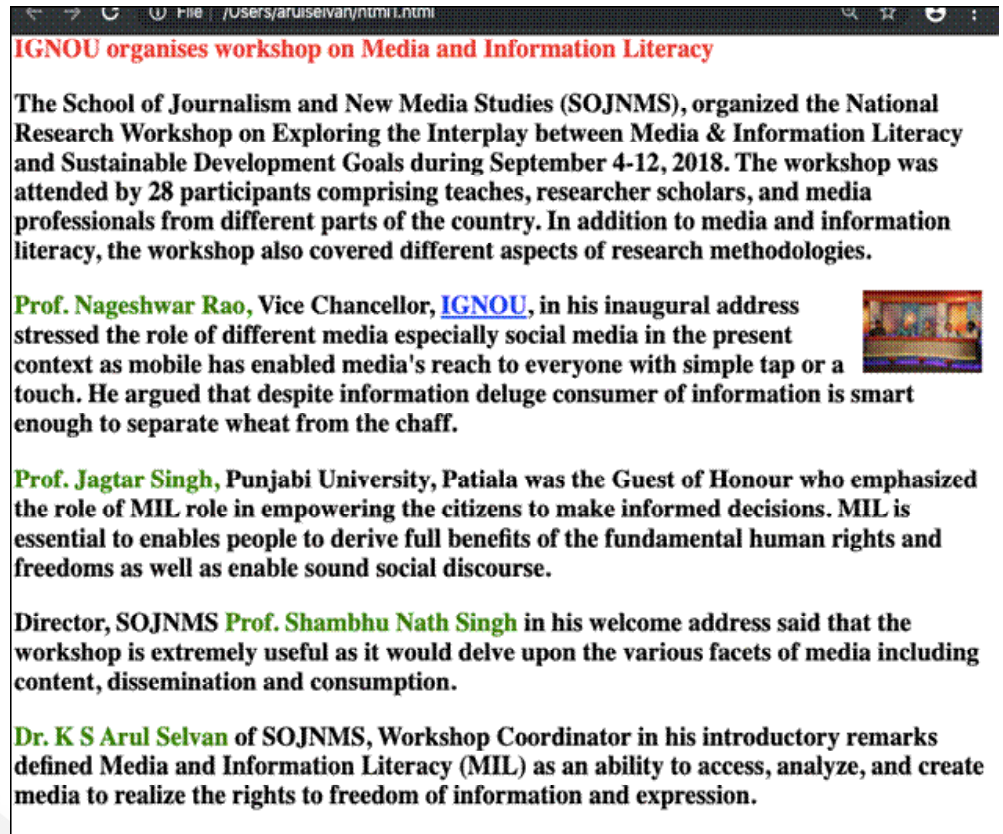 File /Users/arulselvan/html1.html
IGNOU organises workshop on Media and Information Literacy
The School of Journalism and New Media Studies (SOJNMS), organized the National
Research Workshop on Exploring the Interplay between Media & Information Literacy
and Sustainable Development Goals during September 4-12, 2018. The workshop was
attended by 28 participants comprising teaches, researcher scholars, and media
professionals from different parts of the country. In addition to media and information
literacy, the workshop also covered different aspects of research methodologies.
Prof. Nageshwar Rao, Vice Chancellor, IGNOU, in his inaugural address
stressed the role of different media especially social media in the present
context as mobile has enabled media's reach to everyone with simple tap or a
touch. He argued that despite information deluge consumer of information is smart
enough to separate wheat from the chaff.
Prof. Jagtar Singh, Punjabi University, Patiala was the Guest of Honour who emphasized
the role of MIL role in empowering the citizens to make informed decisions. MIL is
essential to enables people to derive full benefits of the fundamental human rights and
freedoms as well as enable sound social discourse.
Director, SOJNMS Prof. Shambhu Nath Singh in his welcome address said that the
workshop is extremely useful as it would delve upon the various facets of media including
content, dissemination and consumption.
Dr. K S Arul Selvan of SOJNMS, Workshop Coordinator in his introductory remarks
defined Media and Information Literacy (MIL) as an ability to access, analyze, and create
media to realize the rights to freedom of information and expression.